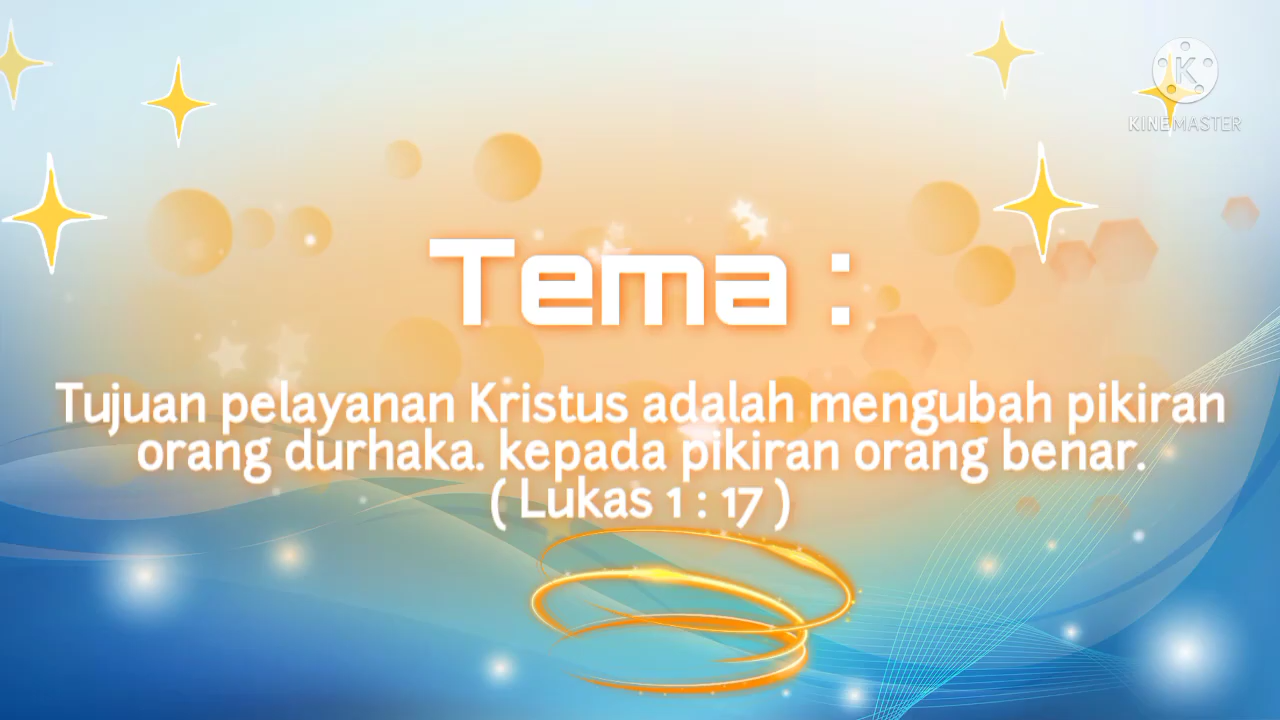 K
KINEMASTER
Tema :
Tujuan pelayanan Kristus adalah mengubah pikiran
orang durhaka. kepada pikiran orang benar.
( Lukas 1 : 17 )